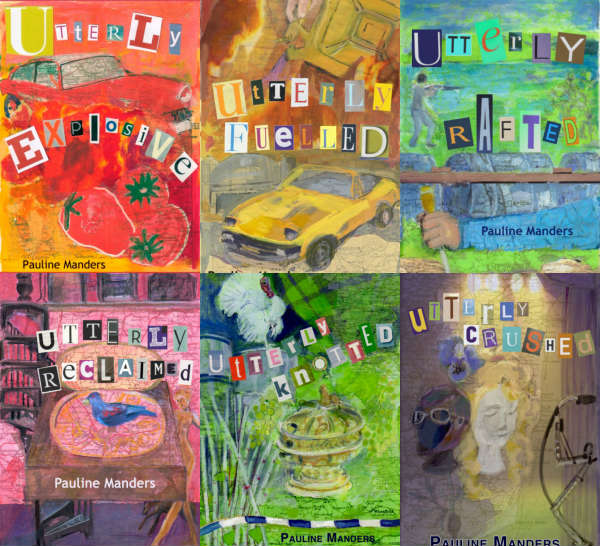 UttERLy
ExploSivE
Pauline Manders
UttERLy
FuELLED
UttERLy
RAfTED
Pauline Manders
UTTERLY
REcLAImEd
Pauline Manders
UttERLy
knOTTED
PAULINE MANDERS
UTTERLY
CRUSHEd
PAULINE MANDERS